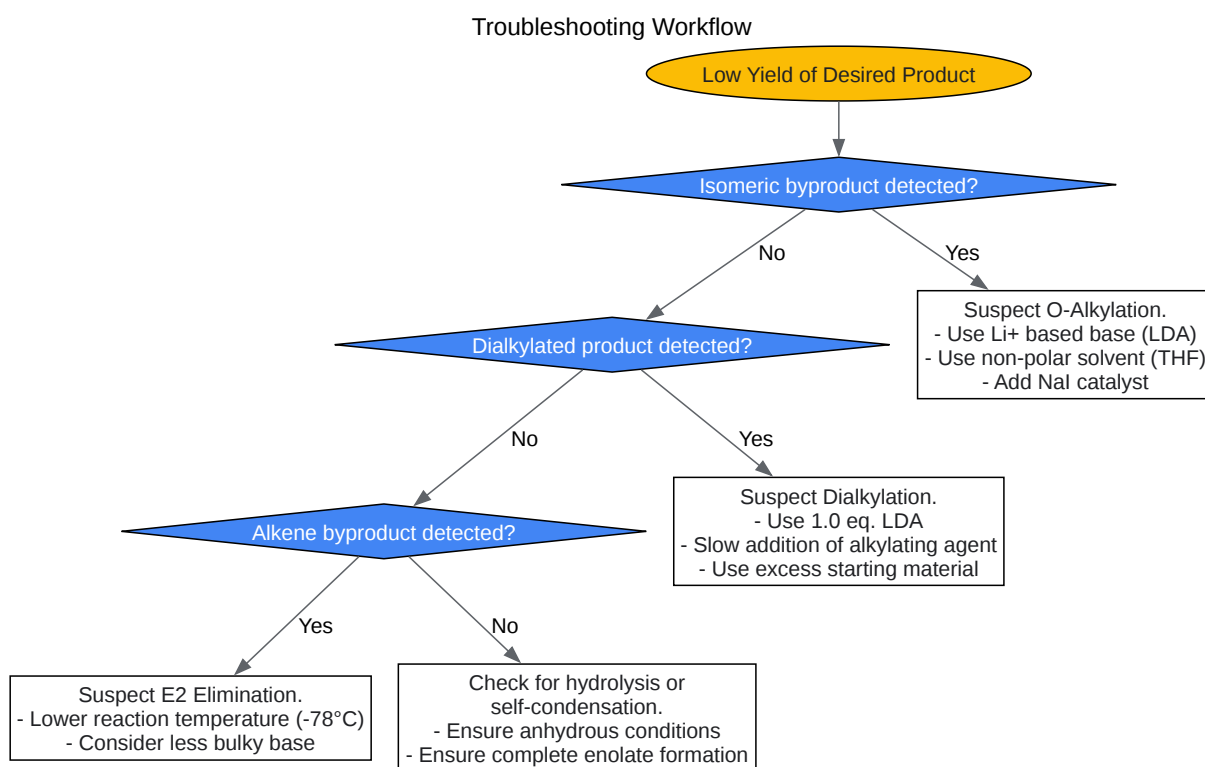 Troubleshooting Workflow
Low Yield of Desired Product
Isomeric byproduct detected?
No
Yes
Suspect O-Alkylation.
- Use Li+ based base (LDA)
- Use non-polar solvent (THF)
- Add NaI catalyst
Dialkylated product detected?
No
Yes
Suspect Dialkylation.
- Use 1.0 eq. LDA
- Slow addition of alkylating agent
- Use excess starting material
Alkene byproduct detected?
Yes
No
Suspect E2 Elimination.
- Lower reaction temperature (-78°C)
- Consider less bulky base
Check for hydrolysis or
self-condensation.
- Ensure anhydrous conditions
- Ensure complete enolate formation